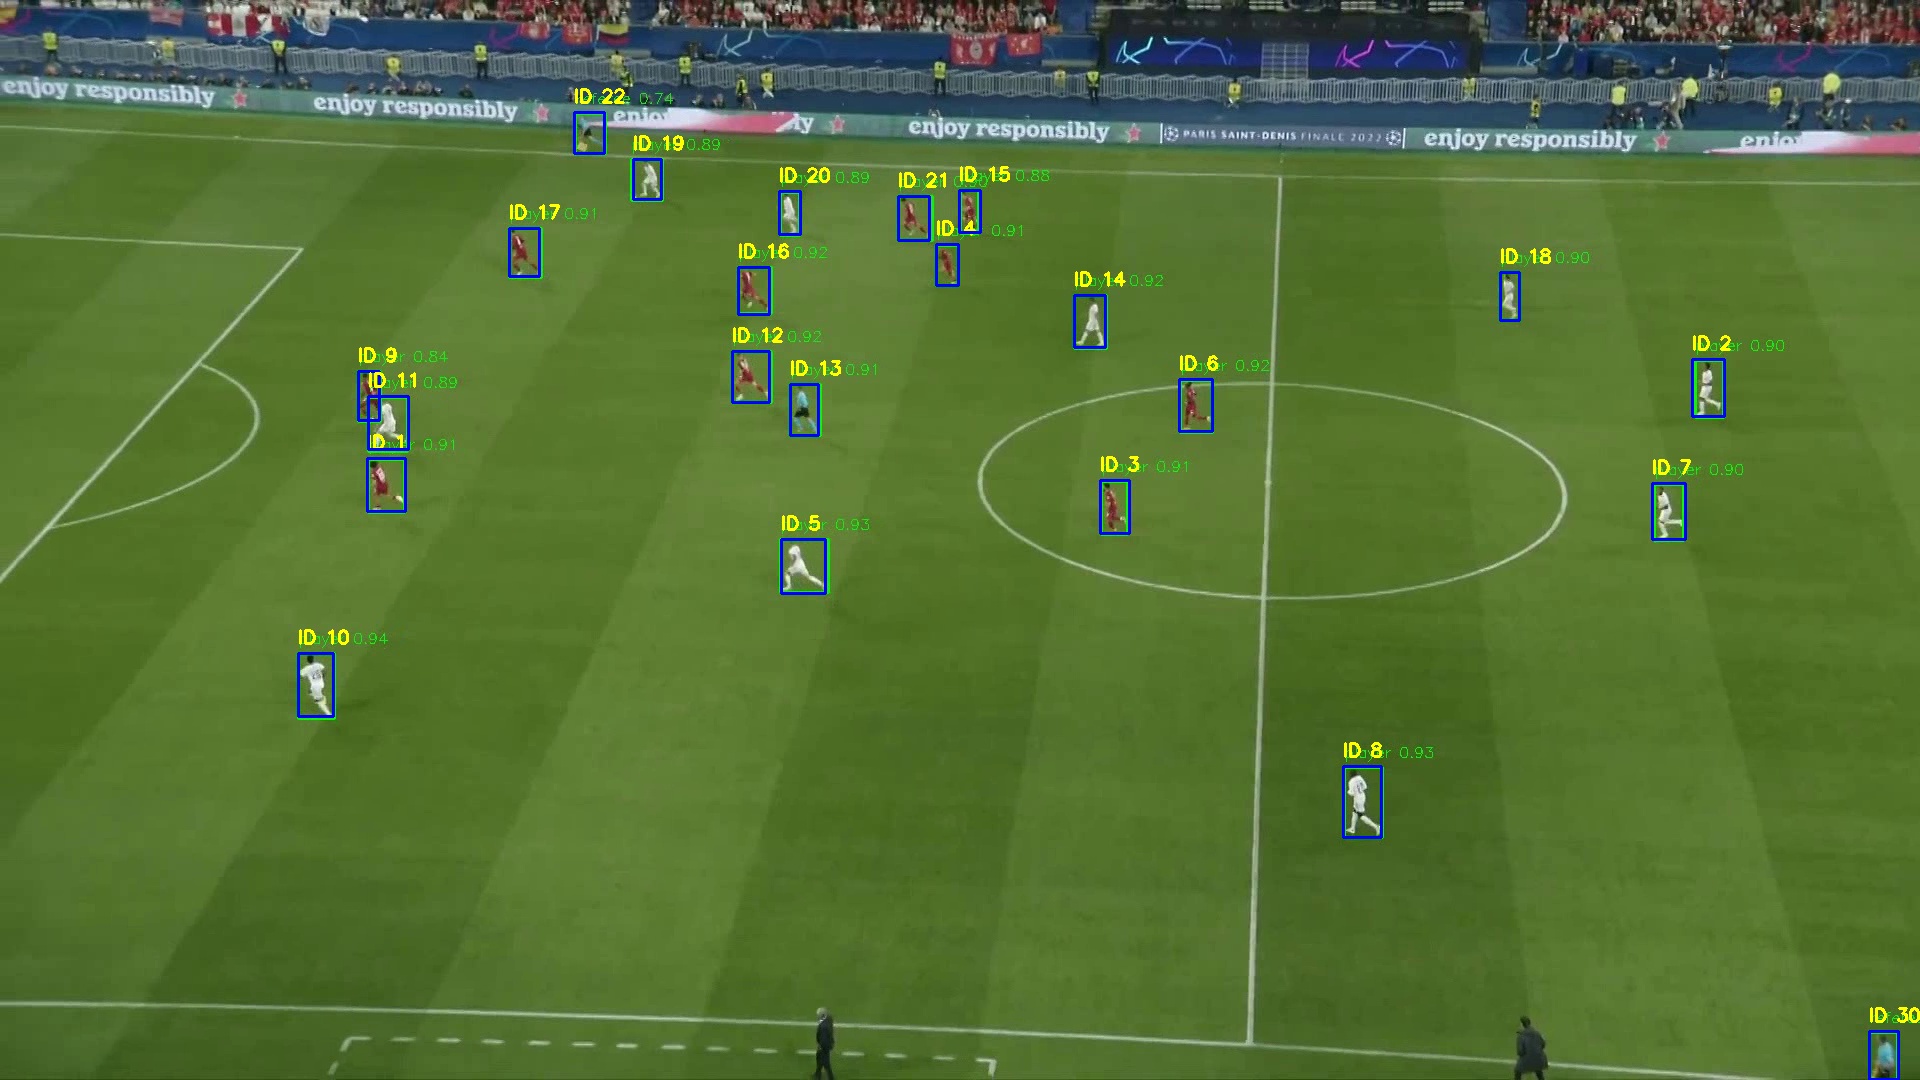 enjoy responsibly
enjoy responsibly
enjoy responsibly
PARIS SAINT-DENIS FINALE 2022
enjoy responsibly
ID 22
0.74
ID 19
0.89
ID 20
0.89
ID 21
ID 15
0.88
ID 17
0.91
ID 4
0.91
ID 16
0.92
ID 14
0.92
ID 18
0.90
ID 12
0.92
ID 13
0.91
ID 9
0.84
ID 11
0.89
ID 6
0.92
ID 2
0.90
ID 1
0.91
ID 3
0.91
ID 7
0.90
ID 5
0.93
ID 10
0.94
ID 8
0.93
ID 30